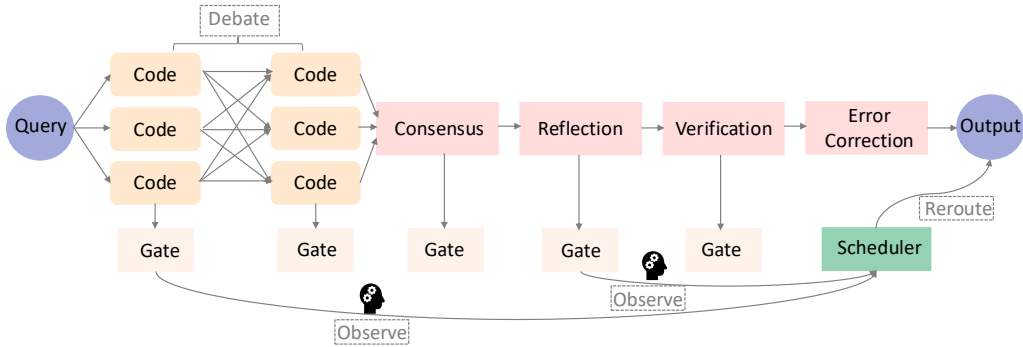 Debate
Code
Code
Query
Code
Code
Code
Code
Consensus
Reflection
Verification
Error
Correction
Output
Gate
Gate
Gate
Gate
Gate
Scheduler
Reroute
Observe
Observe